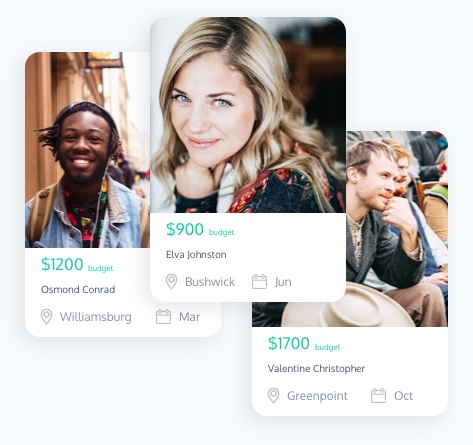 $900 budget
Elva Johnston
Bushwick Jun
$1200 budget
Osmond Conrad
Williamsburg Mar
$1700 budget
Valentine Christopher
Greenpoint Oct